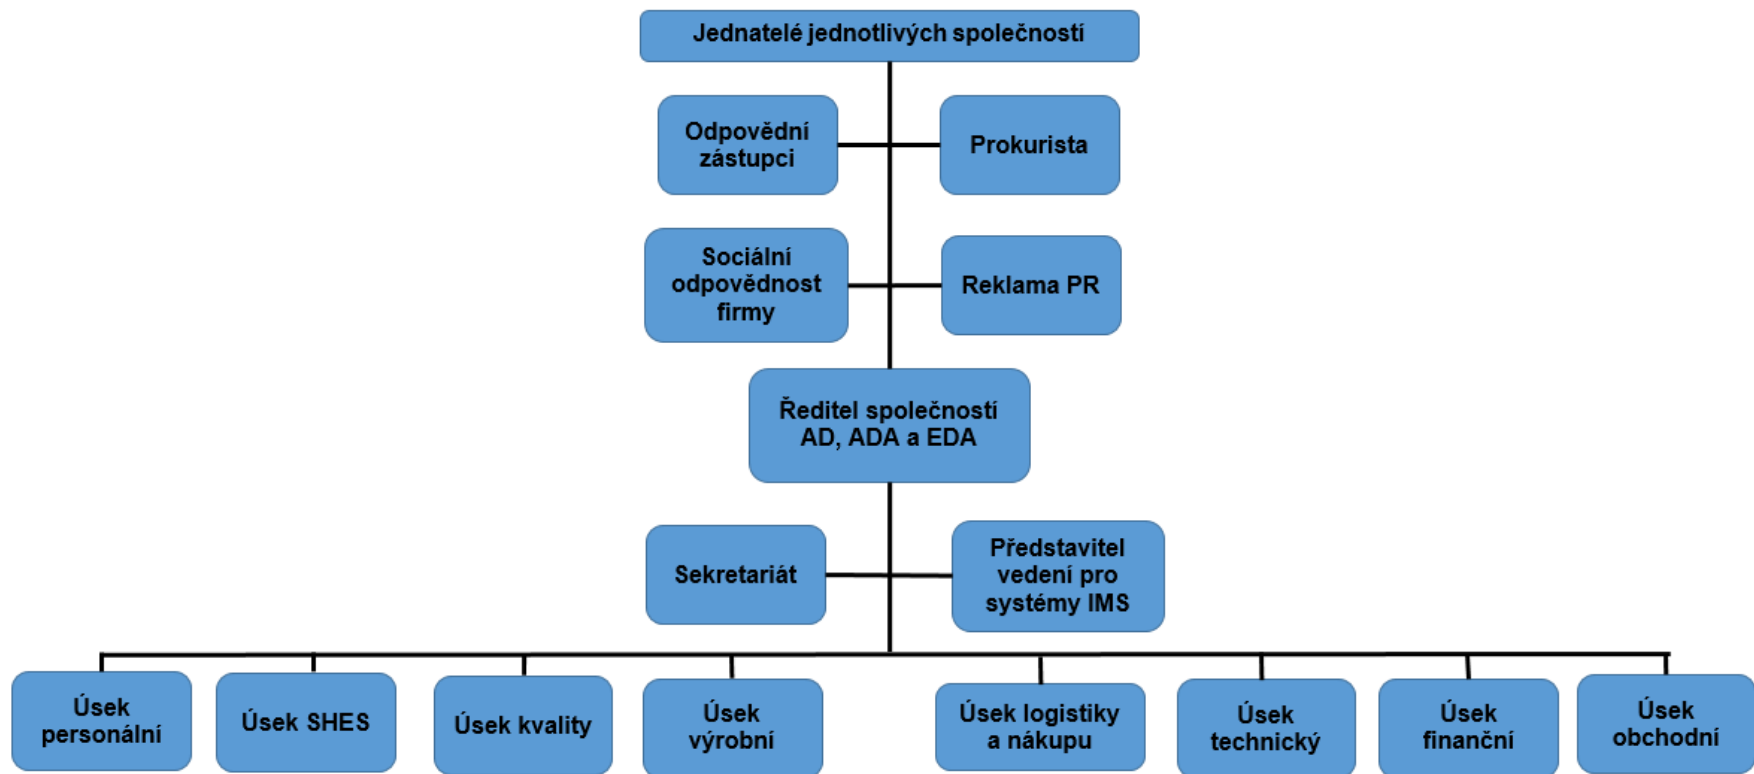 Jednatelé jednotlivých společností
Odpovědní
zástupci
Prokurista
Sociální
odpovědnost
firmy
Reklama PR
Ředitel společností
AD, ADA a EDA
Sekretariát
Představitel
vedení pro
systémy IMS
Úsek
personální
Úsek SHES
Úsek kvality
Úsek
výrobní
Úsek logistiky
a nákupu
Úsek
technický
Úsek
finanční
Úsek
obchodní